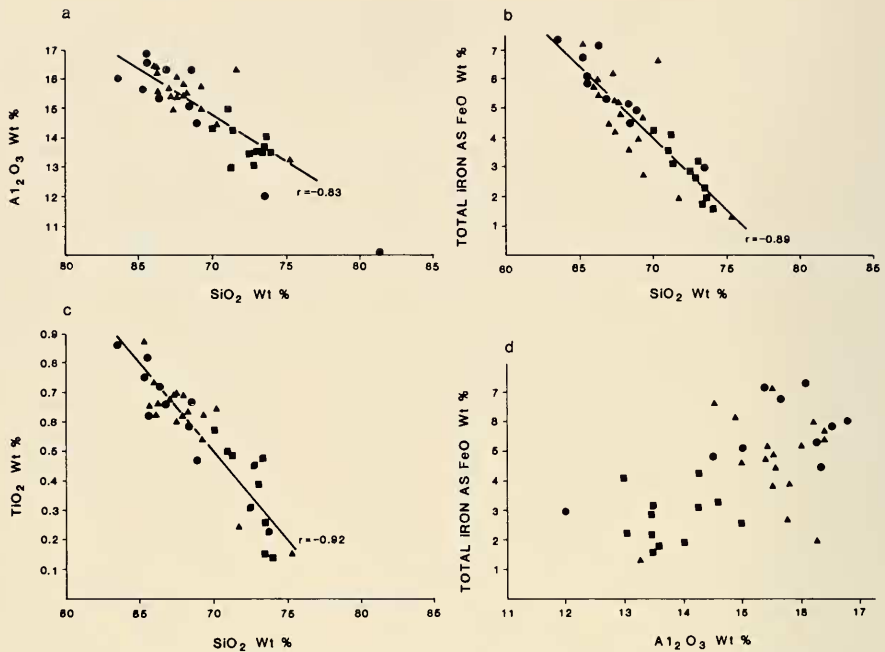 a
17
16
15
14
13
12
11
10
Al₂O₃ Wt %
r=-0.83
60 65 70 75 80 85
SiO₂ Wt %
b
7
6
5
4
3
2
1
TOTAL IRON AS FeO Wt %
r=-0.89
60 65 70 75 80 85
SiO₂ Wt %
c
0.9
0.8
0.7
0.6
0.5
0.4
0.3
0.2
0.1
TiO₂ Wt %
r=-0.92
60 65 70 75 80 85
SiO₂ Wt %
d
7
6
5
4
3
2
1
TOTAL IRON AS FeO Wt %
11 12 13 14 15 16 17
Al₂O₃ Wt %